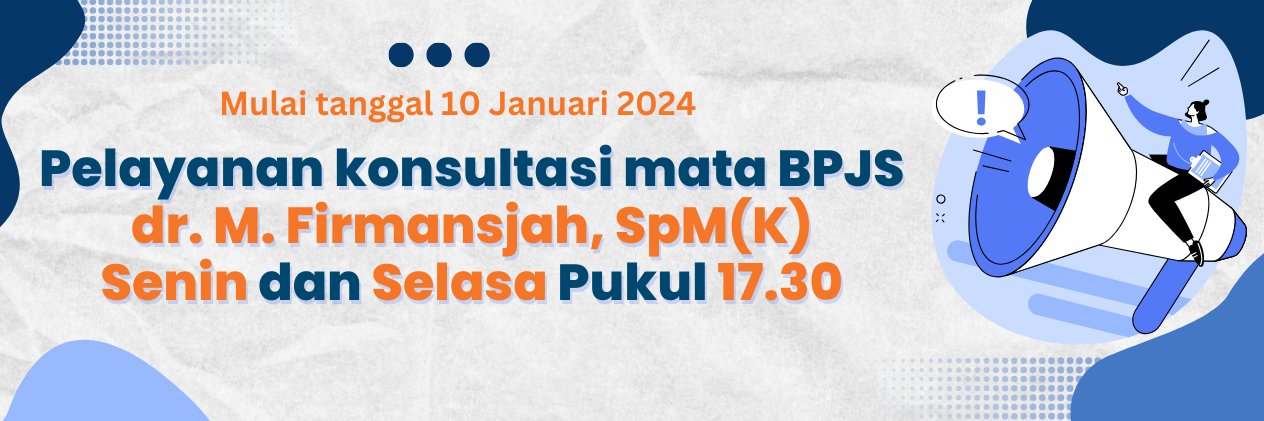 Mulai tanggal 10 Januari 2024
Pelayanan konsultasi mata BPJS
dr. M. Firmansjah, SpM(K)
Senin dan Selasa Pukul 17.30
!